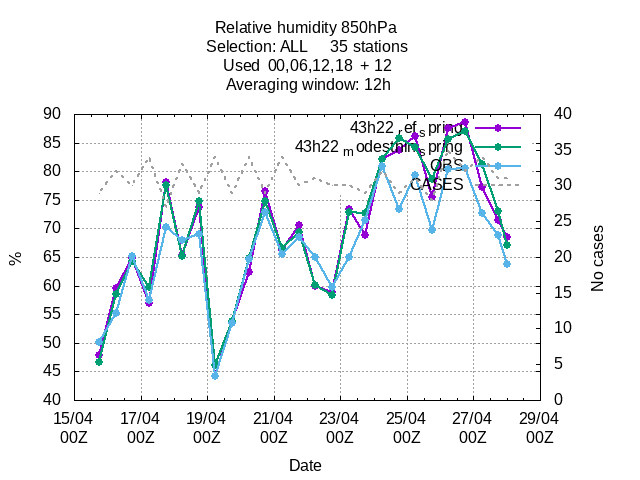 Relative humidity 850hPa
Selection: ALL 35 stations
Used 00,06,12,18 + 12
Averaging window: 12h
90
85
80
75
70
65
60
55
50
45
40
40
35
30
25
20
15
10
5
0
%
No cases
43h22_ref_spring
43h22_modesthin_spring
OBS
CASES
15/04 17/04 19/04 21/04 23/04 25/04 27/04 29/04
00Z 00Z 00Z 00Z 00Z 00Z 00Z 00Z
Date